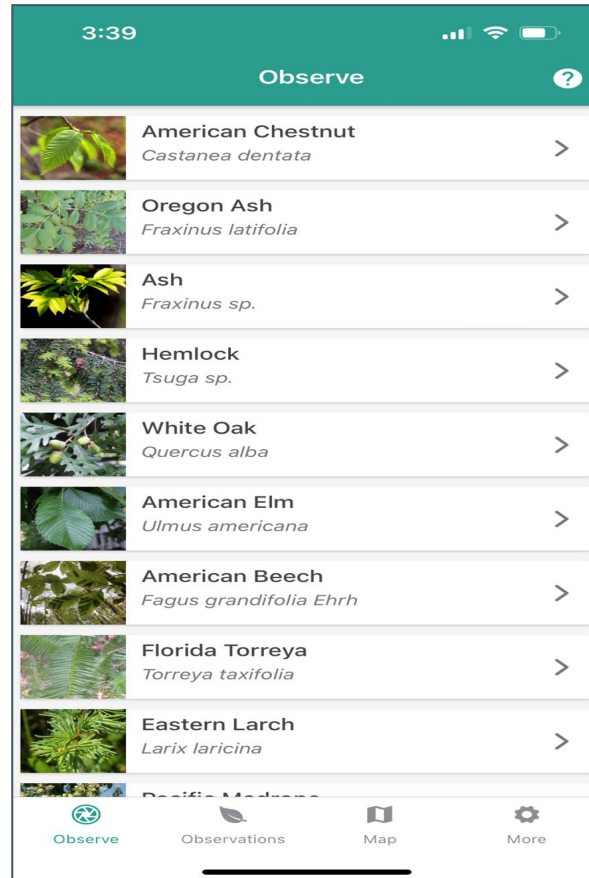 3:39
Observe
?
American Chestnut
Castanea dentata
Oregon Ash
Fraxinus latifolia
Ash
Fraxinus sp.
Hemlock
Tsuga sp.
White Oak
Quercus alba
American Elm
Ulmus americana
American Beech
Fagus grandifolia Ehrh
Florida Torreya
Torreya taxifolia
Eastern Larch
Larix laricina
Pacific Madrone
Observe Observations Map More